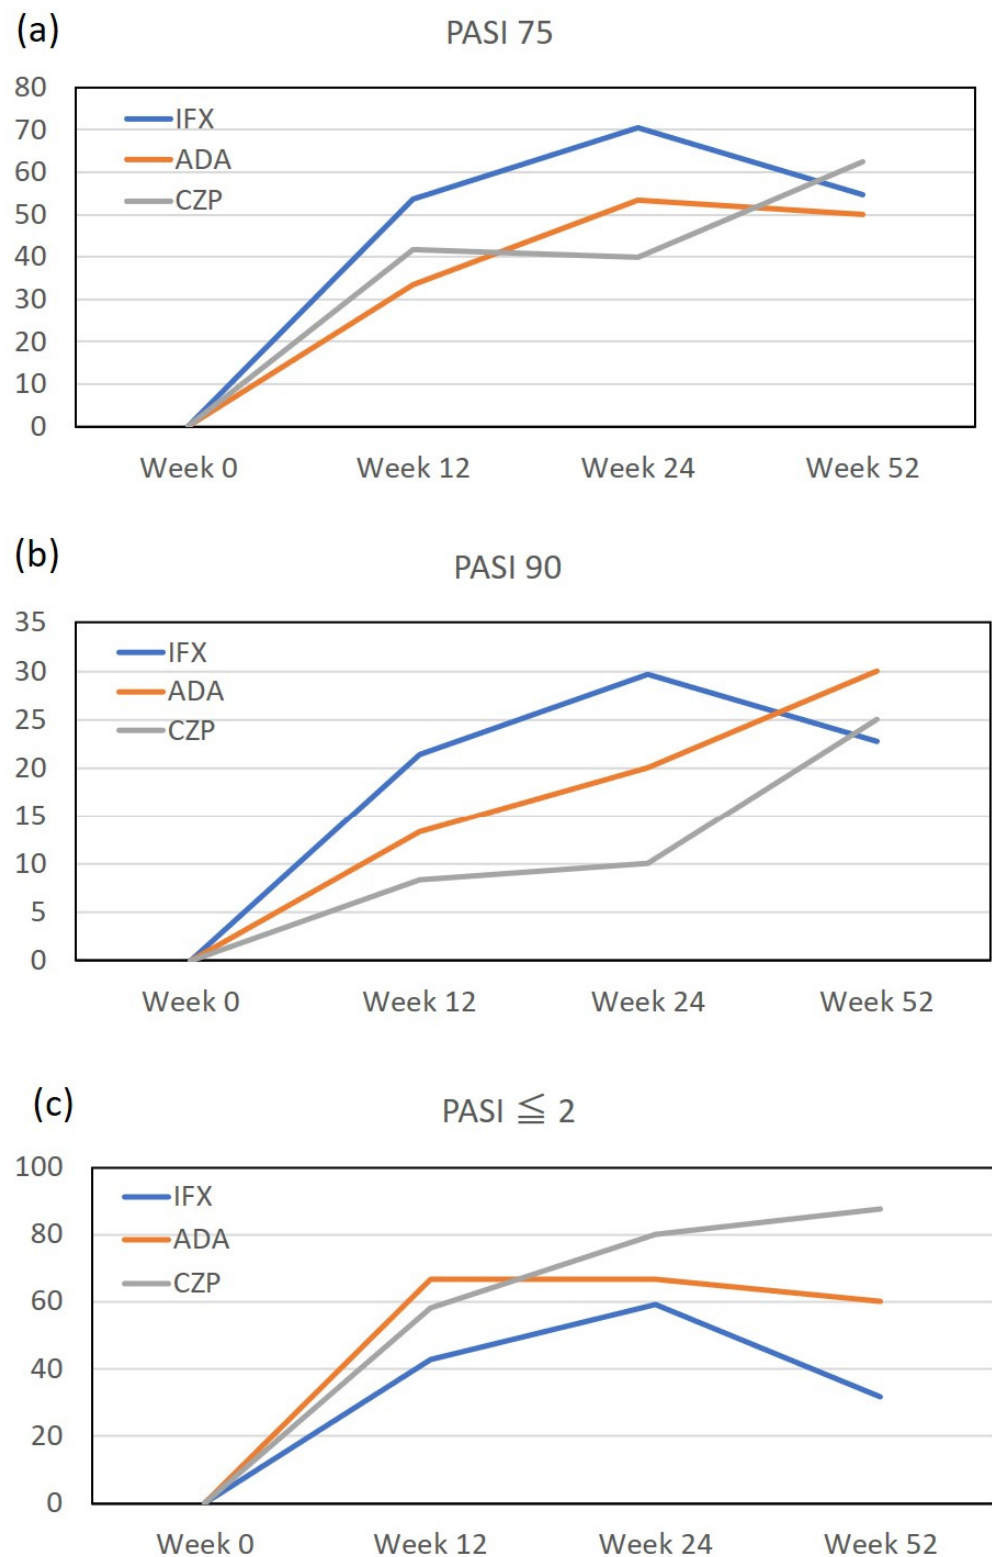 (a)
PASI 75
80
70
60
50
40
30
20
10
0
IFX
ADA
CZP
Week 0 Week 12 Week 24 Week 52
(b)
PASI 90
35
30
25
20
15
10
5
0
IFX
ADA
CZP
Week 0 Week 12 Week 24 Week 52
(c)
PASI ≦ 2
100
80
60
40
20
0
IFX
ADA
CZP
Week 0 Week 12 Week 24 Week 52